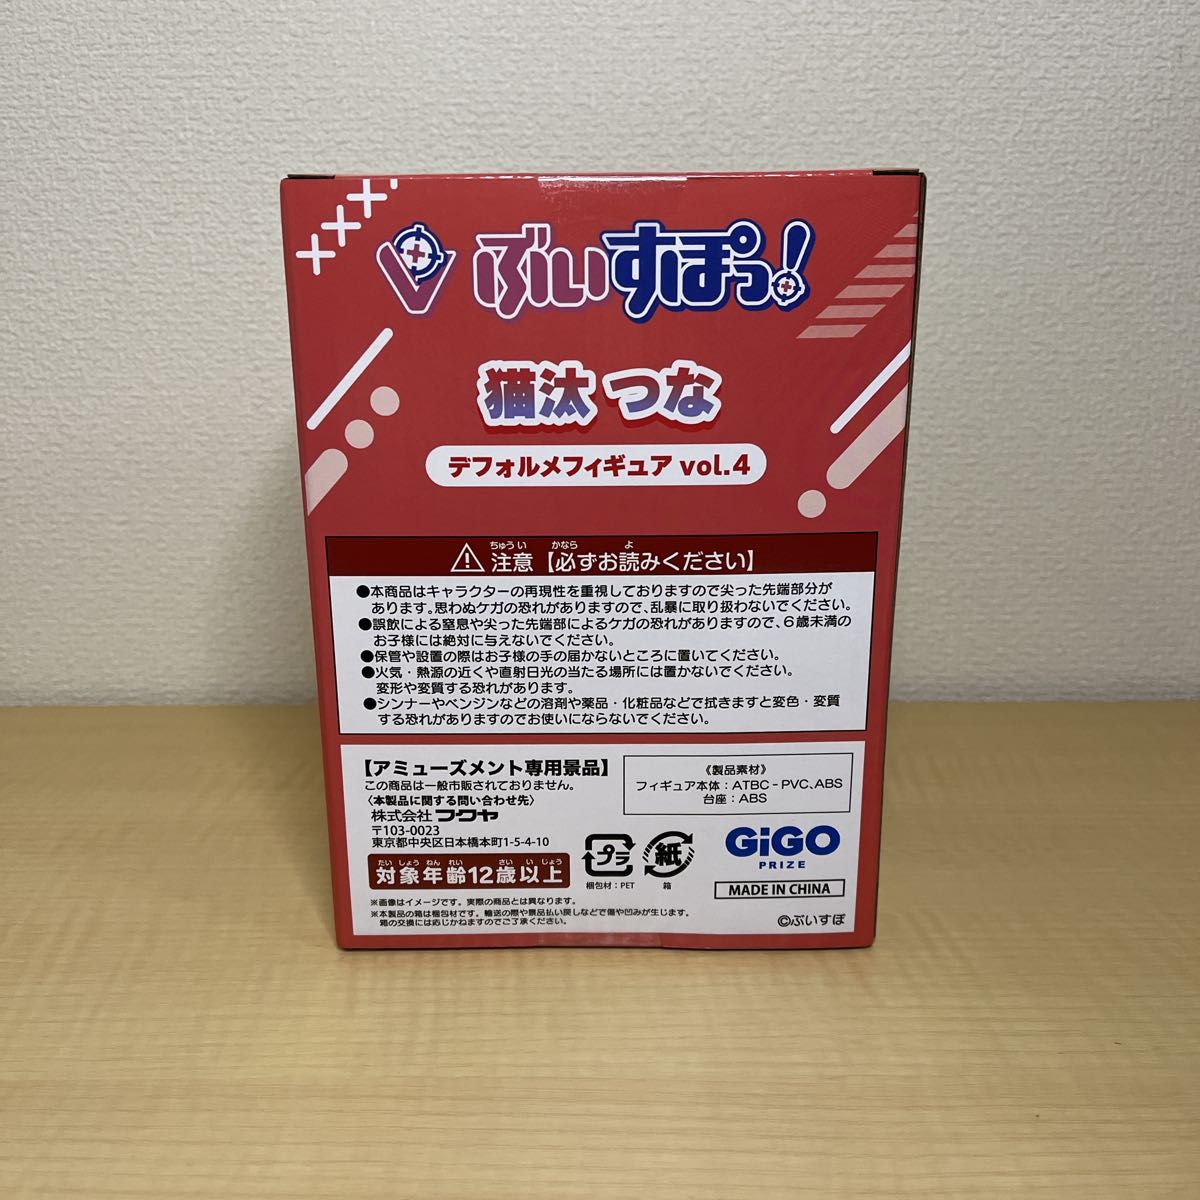 ぶいすぽっ!
猫汰 つな
デフォルメフィギュア vol.4
ちゅう い かなら よ
注意【必ずお読みください】
●本商品はキャラクターの再現性を重視しておりますので尖った先端部分が
あります。思わぬケガの恐れがありますので、乱暴に取り扱わないでください。
●誤飲による窒息や尖った先端部によるケガの恐れがありますので、6歳未満の
お子様には絶対に与えないでください。
●保管や設置の際はお子様の手の届かないところに置いてください。
●火気・熱源の近くや直射日光の当たる場所には置かないでください。
変形や変質する恐れがあります。
●シンナーやベンジンなどの溶剤や薬品・化粧品などで拭きますと変色・変質
する恐れがありますのでお使いにならないでください。
【アミューズメント専用景品】
この商品は一般市販されておりません。
〈本製品に関する問い合わせ先〉
株式会社 フクヤ
〒103-0023
東京都中央区日本橋本町1-5-4-10
たい しょう ねん れい さい い じょう
対象年齢12歳以上
《製品素材》
フィギュア本体：ATBC-PVC、ABS
台座：ABS
プラ
梱包材：PET
紙
箱
GiGO
PRIZE
MADE IN CHINA
※画像はイメージです。実際の商品とは異なります。
※本製品の箱は梱包材です。輸送の際や景品払い戻しなどで傷や凹みが生じます。
箱の交換には応じかねますのでご了承ください。
©ぶいすぽ